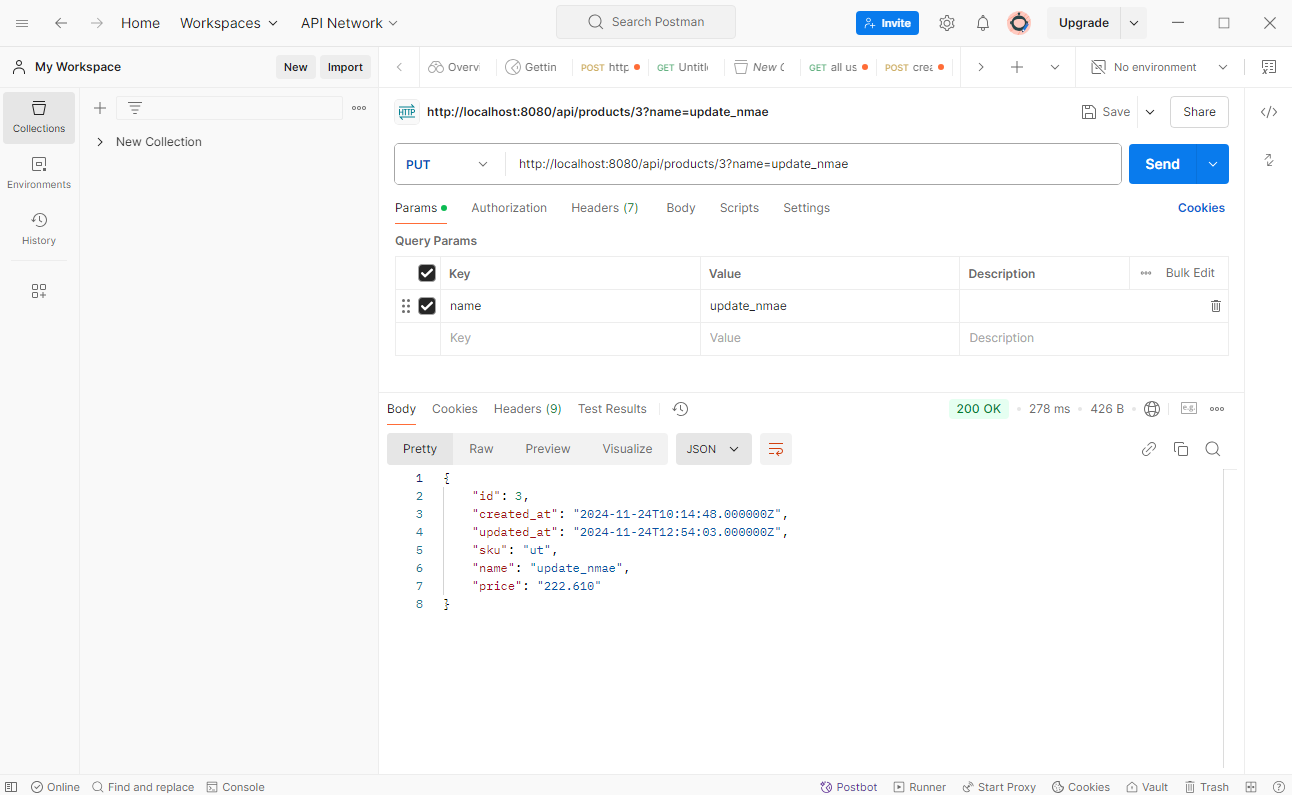 Home Workspaces API Network Search Postman Invite Upgrade
My Workspace New Import Overvi Gettin POST http GET Untitle New C GET all us POST crea No environment
Collections
New Collection
Environments
History
HTTP http://localhost:8080/api/products/3?name=update_nmae Save Share
PUT http://localhost:8080/api/products/3?name=update_nmae Send
Params Authorization Headers (7) Body Scripts Settings Cookies
Query Params
Key Value Description Bulk Edit
name update_nmae
Key Value Description
Body Cookies Headers (9) Test Results 200 OK 278 ms 426 B e.g.
Pretty Raw Preview Visualize JSON
1 {
2 "id": 3,
3 "created_at": "2024-11-24T10:14:48.000000Z",
4 "updated_at": "2024-11-24T12:54:03.000000Z",
5 "sku": "ut",
6 "name": "update_nmae",
7 "price": "222.610"
8 }
Online Find and replace Console Postbot Runner Start Proxy Cookies Vault Trash